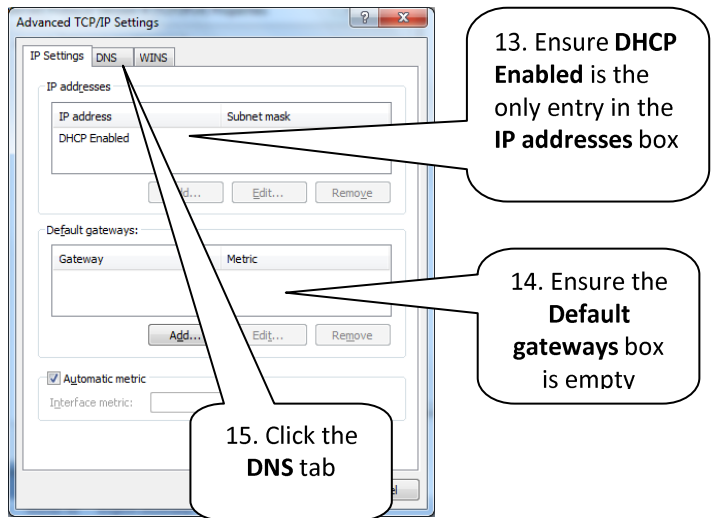 Advanced TCP/IP Settings
IP Settings DNS WINS
IP addresses
IP address Subnet mask
DHCP Enabled
Edit... Remove
Default gateways:
Gateway Metric
Add... Edit... Remove
Automatic metric
Interface metric:
13. Ensure DHCP
Enabled is the
only entry in the
IP addresses box
14. Ensure the
Default
gateways box
is empty
15. Click the
DNS tab